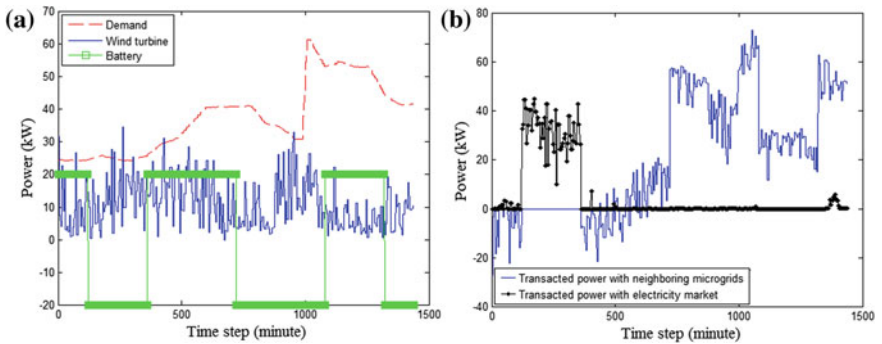 (a)
Power (kW)
70
60
50
40
30
20
10
0
-10
-20
Demand
Wind turbine
Battery
0
500
1000
1500
Time step (minute)
(b)
Power (kW)
80
60
40
20
0
-20
-40
Transacted power with neighboring microgrids
Transacted power with electricity market
0
500
1000
1500
Time step (minute)